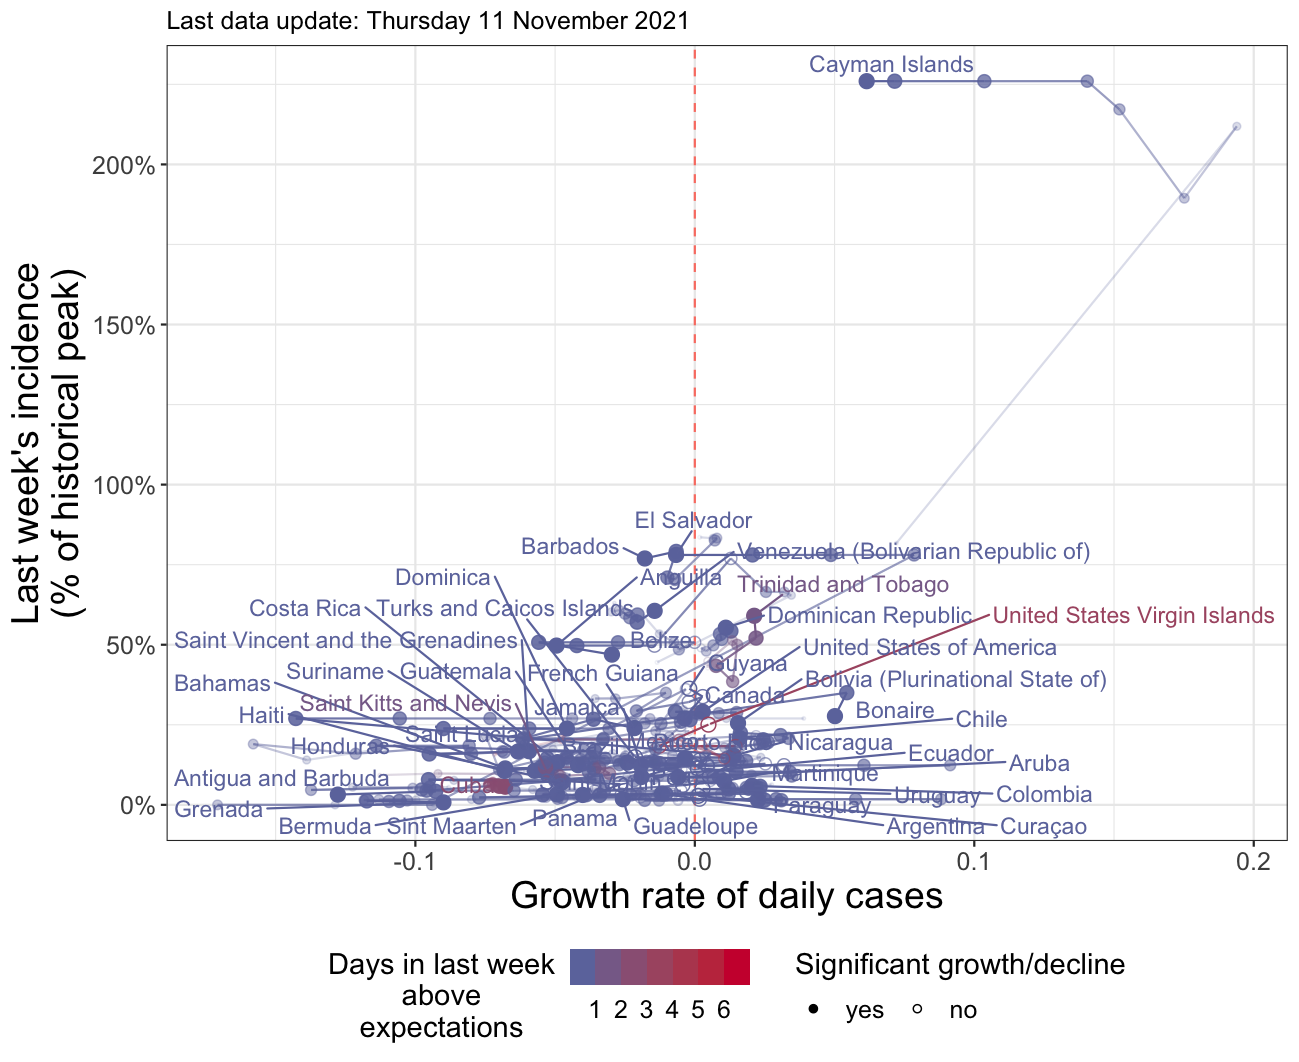 Last data update: Thursday 11 November 2021
Last week's incidence
(% of historical peak)
200%
150%
100%
50%
0%
Cayman Islands
El Salvador
Barbados
Venezuela (Bolivarian Republic of)
Dominica
Anguilla
Trinidad and Tobago
Costa Rica
Turks and Caicos Islands
Dominican Republic
United States Virgin Islands
Saint Vincent and the Grenadines
Belize
United States of America
Suriname
Guatemala
French Guiana
Guyana
Bahamas
Canada
Bolivia (Plurinational State of)
Saint Kitts and Nevis
Jamaica
Bonaire
Haiti
Chile
Saint Lucia
Honduras
Nicaragua
Ecuador
Aruba
Antigua and Barbuda
Cuba
Martinique
Uruguay
Colombia
Grenada
Paraguay
Bermuda
Sint Maarten
Panama
Guadeloupe
Argentina
Curaçao
-0.1
0.0
0.1
0.2
Growth rate of daily cases
Days in last week
above
expectations
1 2 3 4 5 6
Significant growth/decline
yes
no